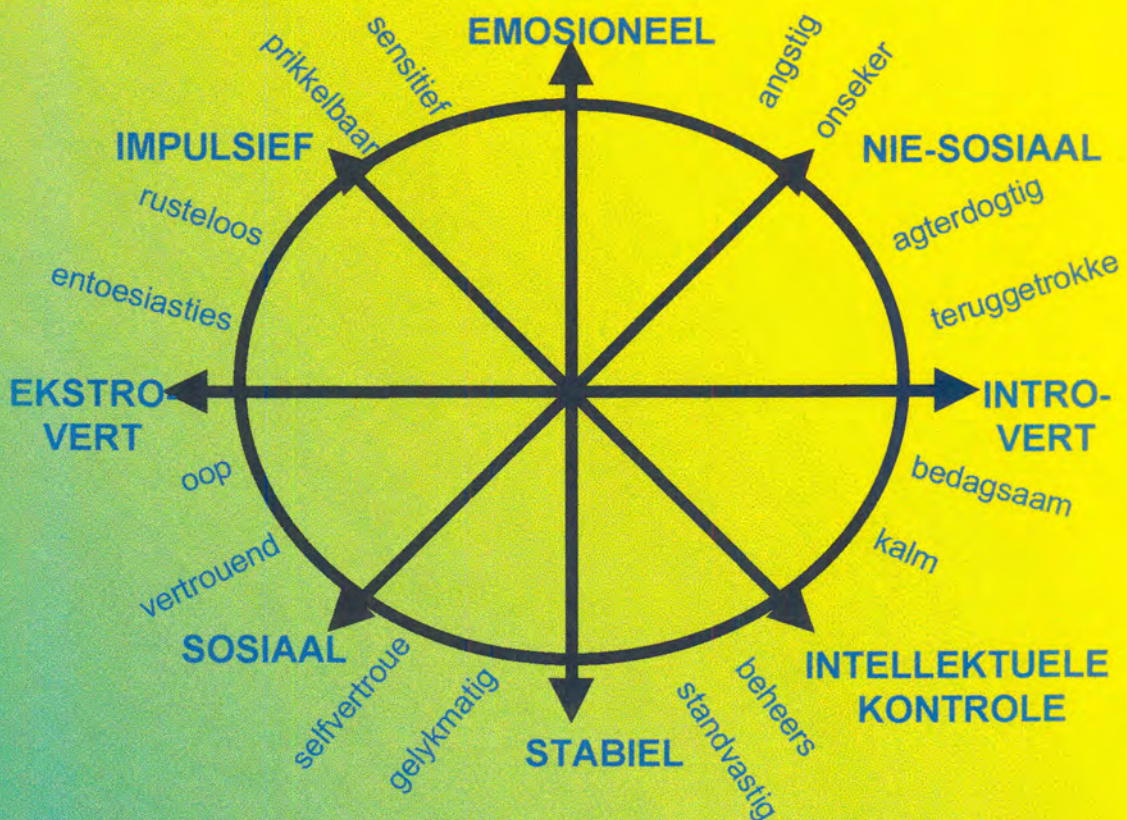 EMOSIONEEL
sensitief
angstig
prikkelbaar
onseker
IMPULSIEF
NIE-SOSIAAL
rusteloos
agterdogtig
entoesiasties
teruggetrokke
EKSTRO-
VERT
INTRO-
VERT
oop
bedagsaam
vertrouend
kalm
SOSIAAL
INTELLEKTUELE
KONTROLE
selfvertroue
beheers
gelykmatig
standvastig
STABIEL